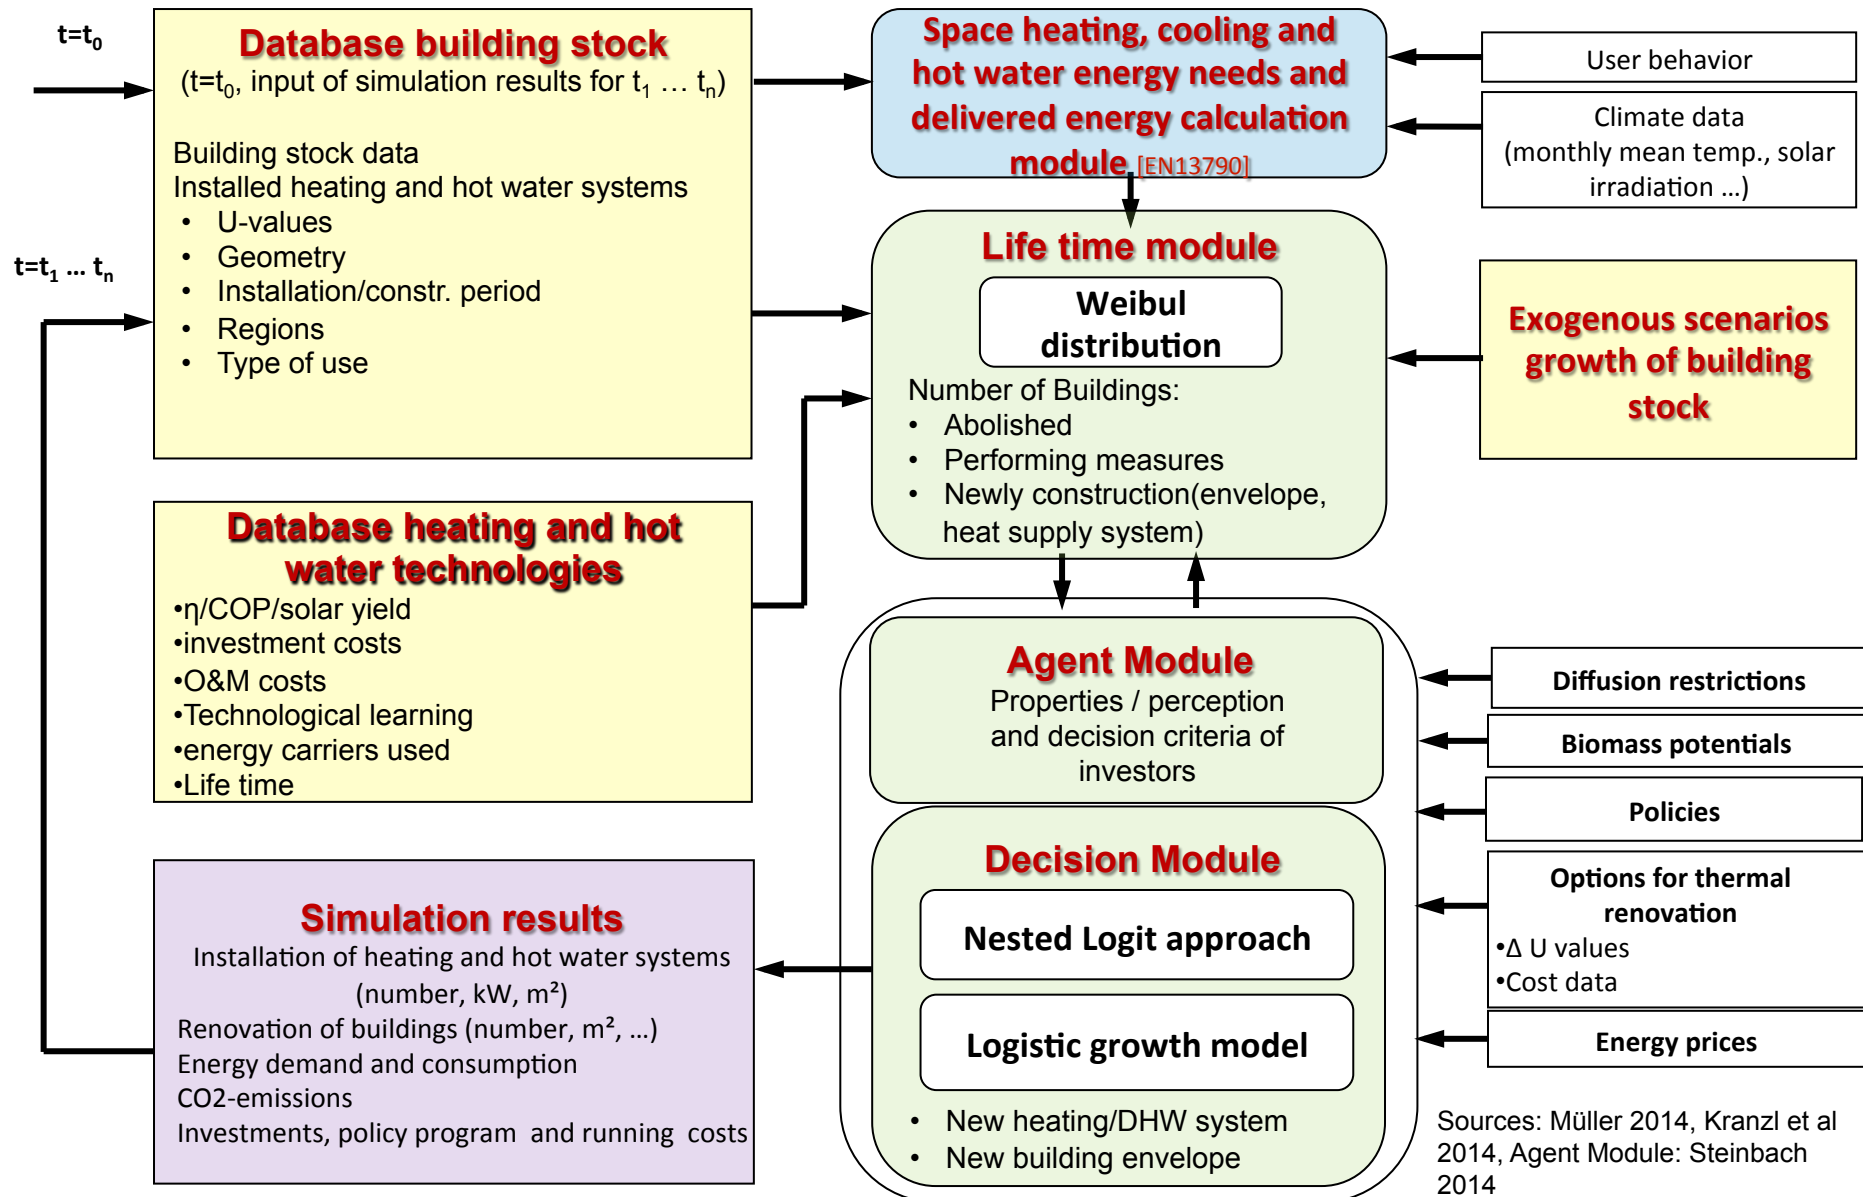 t=t0
Database building stock
(t=t0, input of simulation results for t1 … tn)
Building stock data
Installed heating and hot water systems
• U-values
• Geometry
• Installation/constr. period
• Regions
• Type of use
t=t1 ... tn
Database heating and hot
water technologies
•η/COP/solar yield
•investment costs
•O&M costs
•Technological learning
•energy carriers used
•Life time
Simulation results
Installation of heating and hot water systems
(number, kW, m²)
Renovation of buildings (number, m², …)
Energy demand and consumption
CO2-emissions
Investments, policy program and running costs
Space heating, cooling and
hot water energy needs and
delivered energy calculation
module [EN13790]
Life time module
Weibul
distribution
Number of Buildings:
• Abolished
• Performing measures
• Newly construction(envelope,
heat supply system)
Agent Module
Properties / perception
and decision criteria of
investors
Decision Module
Nested Logit approach
Logistic growth model
• New heating/DHW system
• New building envelope
User behavior
Climate data
(monthly mean temp., solar
irradiation …)
Exogenous scenarios
growth of building
stock
Diffusion restrictions
Biomass potentials
Policies
Options for thermal
renovation
•Δ U values
•Cost data
Energy prices
Sources: Müller 2014, Kranzl et al
2014, Agent Module: Steinbach
2014